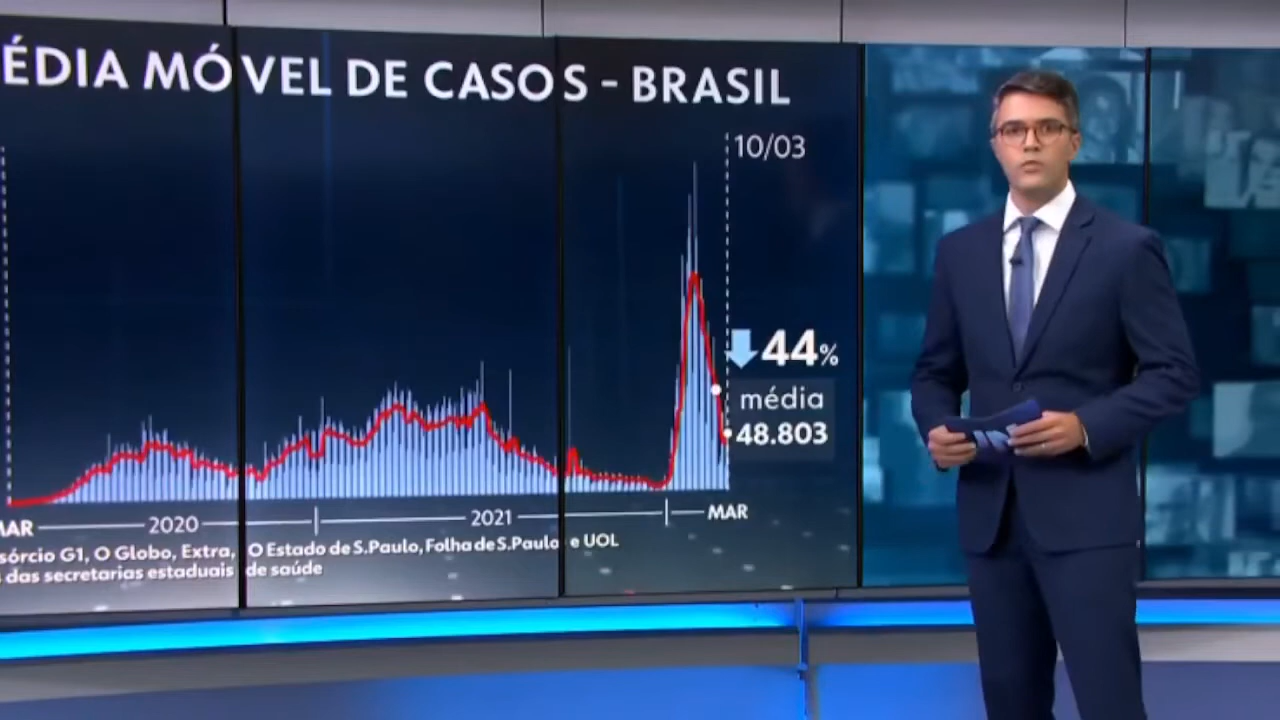 ÉDIA MÓVEL DE CASOS - BRASIL
10/03
44%
média
48.803
MAR
2020
2021
MAR
sórcio G1, O Globo, Extra, O Estado de S.Paulo, Folha de S.Paulo e UOL
das secretarias estaduais de saúde